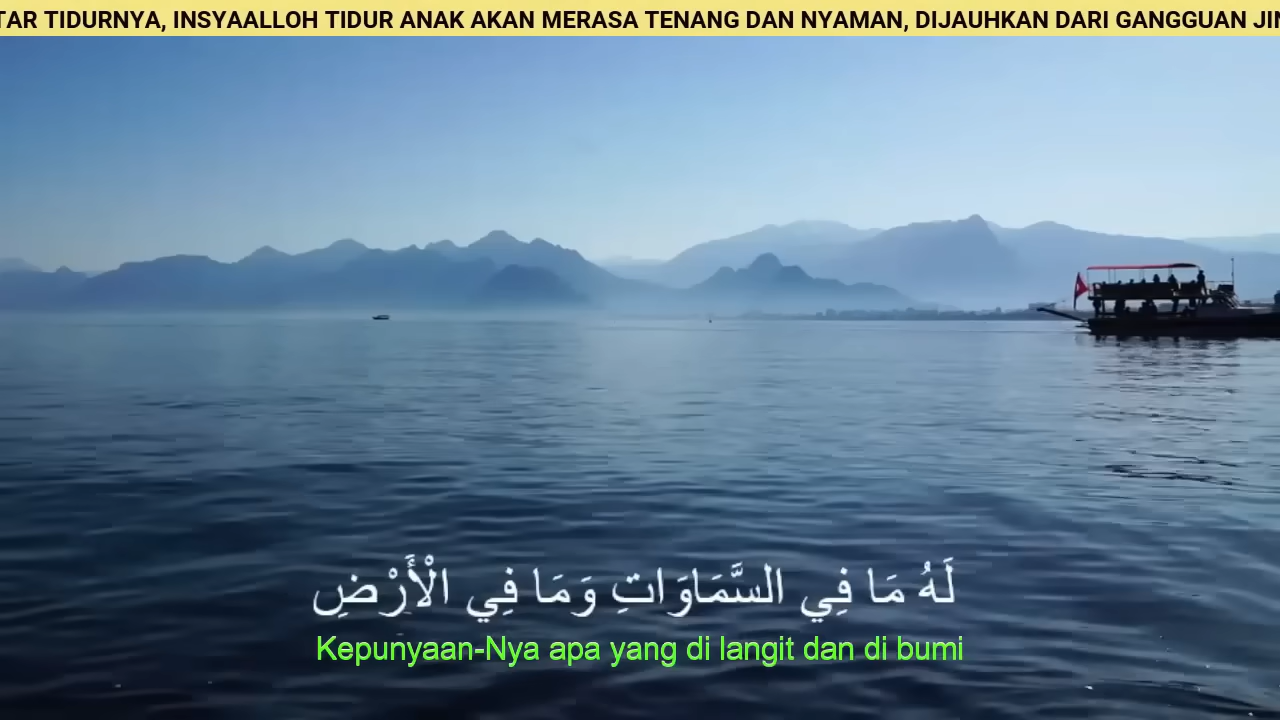 TAR TIDURNYA, INSYAALLOH TIDUR ANAK AKAN MERASA TENANG DAN NYAMAN, DIJAUHKAN DARI GANGGUAN JIN
لَهُ مَا فِي السَّمَاوَاتِ وَمَا فِي الْأَرْضِ
Kepunyaan-Nya apa yang di langit dan di bumi